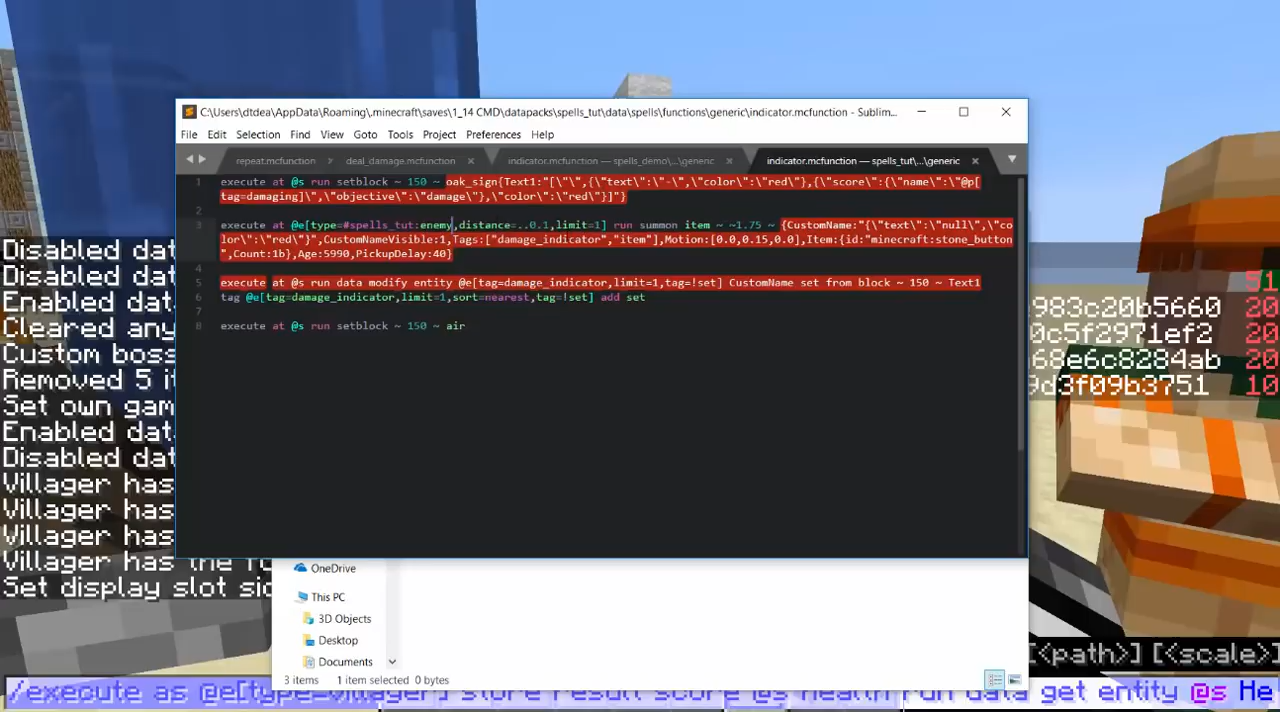 C:\Users\dtdea\AppData\Roaming\.minecraft\saves\1_14 CMD\datapacks\spells_tut\data\spells\functions\generic\indicator.mcfunction - Sublim...
File Edit Selection Find View Goto Tools Project Preferences Help
repeat.mcfunction deal_damage.mcfunction indicator.mcfunction — spells_demo\...\generic indicator.mcfunction — spells_tut\...\generic
1 execute at @s run setblock ~ 150 ~ oak_sign{Text1:"[\"\",{\"text\":\"-\",\"color\":\"red\"},{\"score\":{\"name\":\"@p[
tag=damaging]\",\"objective\":\"damage\"},\"color\":\"red\"}]"}
2
3 execute at @e[type=#spells_tut:enemy,distance=..0.1,limit=1] run summon item ~ ~1.75 ~ {CustomName:"{\"text\":\"null\",\"co
lor\":\"red\"}",CustomNameVisible:1,Tags:["damage_indicator","item"],Motion:[0.0,0.15,0.0],Item:{id:"minecraft:stone_button
",Count:1b},Age:5990,PickupDelay:40}
4
5 execute at @s run data modify entity @e[tag=damage_indicator,limit=1,tag=!set] CustomName set from block ~ 150 ~ Text1
6 tag @e[tag=damage_indicator,limit=1,sort=nearest,tag=!set] add set
7
8 execute at @s run setblock ~ 150 ~ air
Disabled dat
Disabled dat
Enabled dat
Cleared any
Custom boss
Removed 5 it
Set own gam
Enabled dat
Disabled dat
Villager has
Villager has
Villager has
Villager has the
Set display slot sid
51
983c20b5660 20
0c5f2971ef2 20
68e6c8284ab 20
9d3f09b3751 10
OneDrive
This PC
3D Objects
Desktop
Documents
3 items 1 item selected 0 bytes
[<path>] [<scale>]
/execute as @e[type=villager] store result score @s health run data get entity @s He